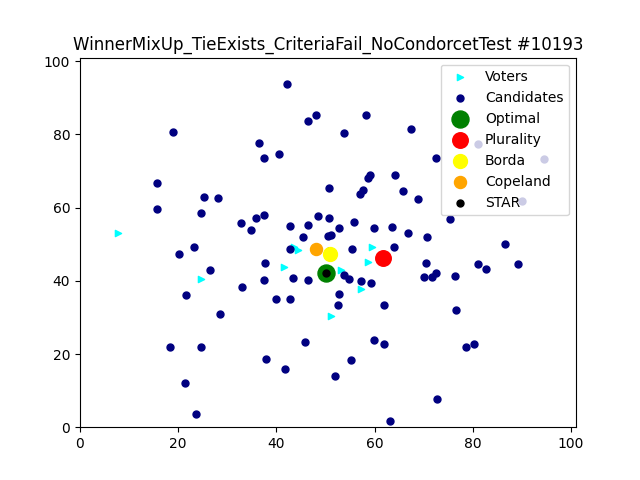 WinnerMixUp_TieExists_CriteriaFail_NoCondorcetTest #10193
100
80
60
40
20
0
0 20 40 60 80 100
Voters
Candidates
Optimal
Plurality
Borda
Copeland
STAR